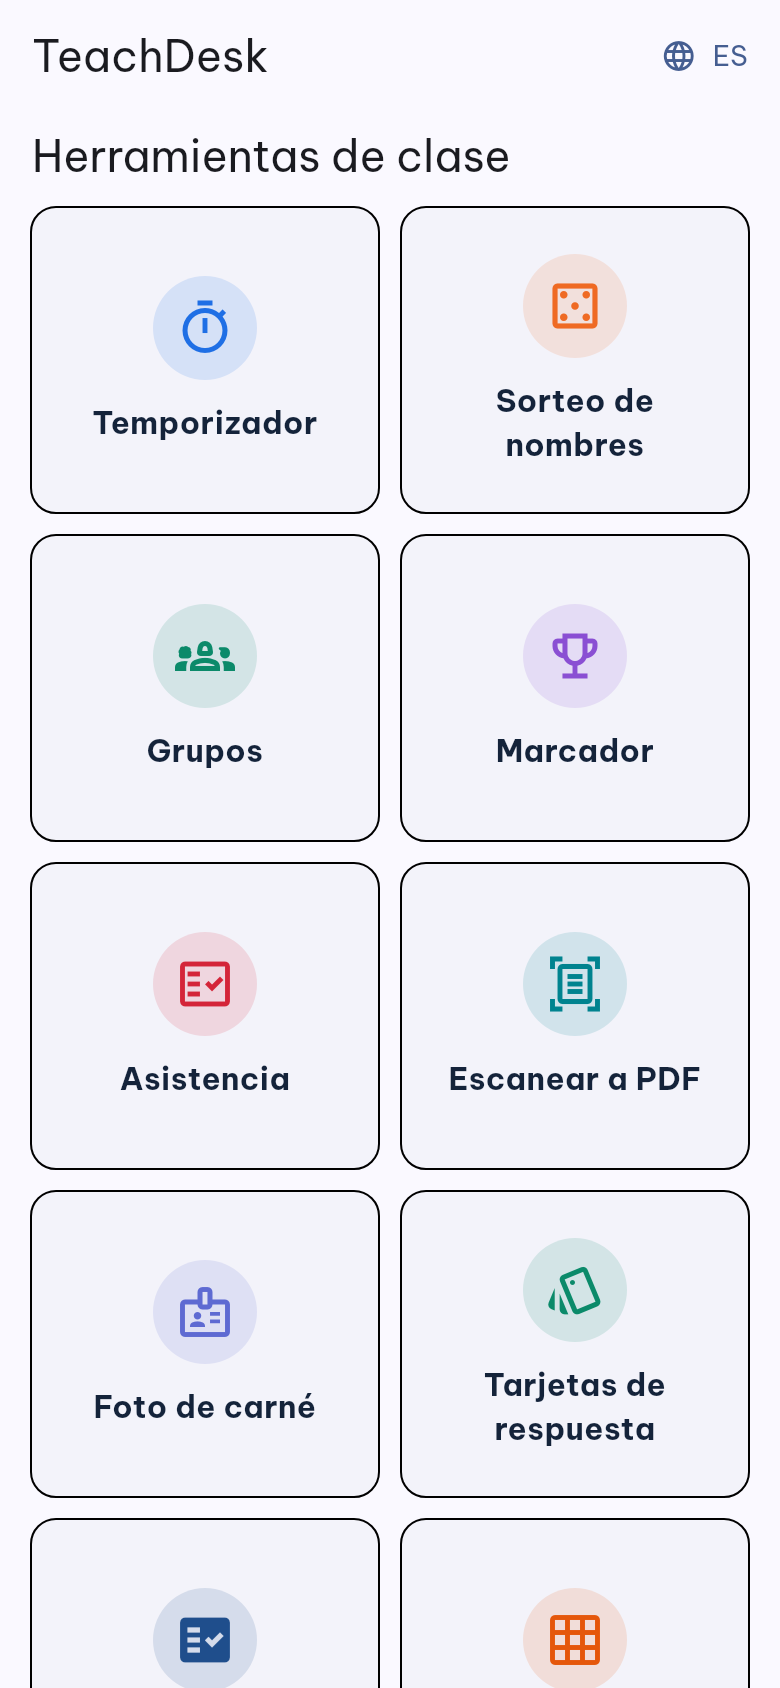 TeachDesk
ES
Herramientas de clase
Temporizador
Sorteo de
nombres
Grupos
Marcador
Asistencia
Escanear a PDF
Foto de carné
Tarjetas de
respuesta